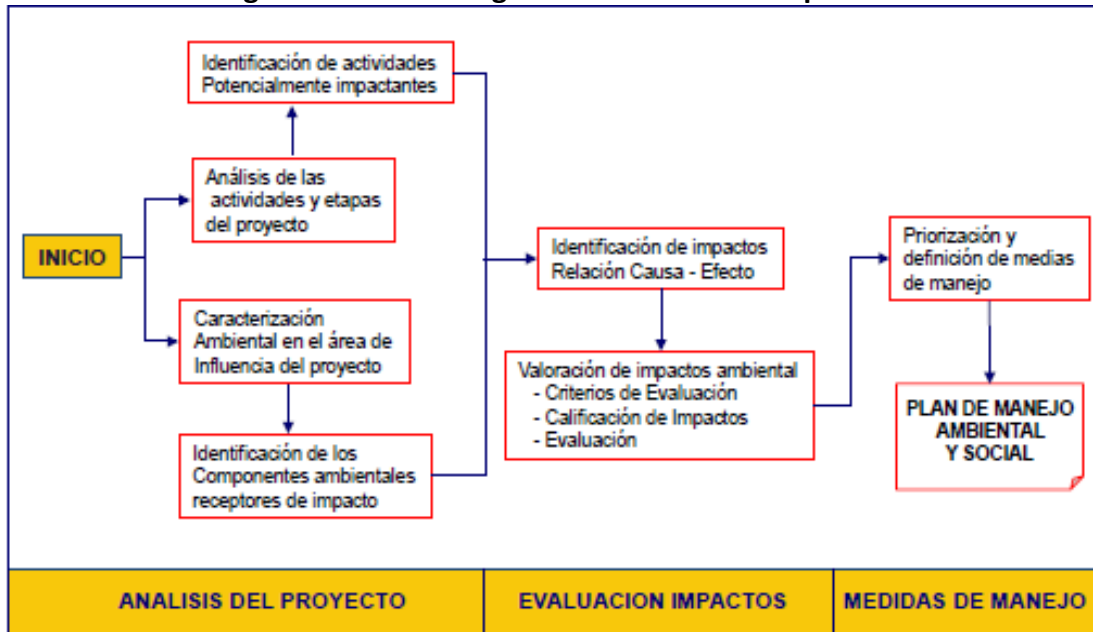 Identificación de actividades
Potencialmente impactantes
Análisis de las
actividades y etapas
del proyecto
INICIO
Caracterización
Ambiental en el área de
Influencia del proyecto
Identificación de los
Componentes ambientales
receptores de impacto
Identificación de impactos
Relación Causa - Efecto
Valoración de impactos ambiental
- Criterios de Evaluación
- Calificación de Impactos
- Evaluación
Priorización y
definición de medias
de manejo
PLAN DE MANEJO
AMBIENTAL
Y SOCIAL
ANALISIS DEL PROYECTO
EVALUACION IMPACTOS
MEDIDAS DE MANEJO